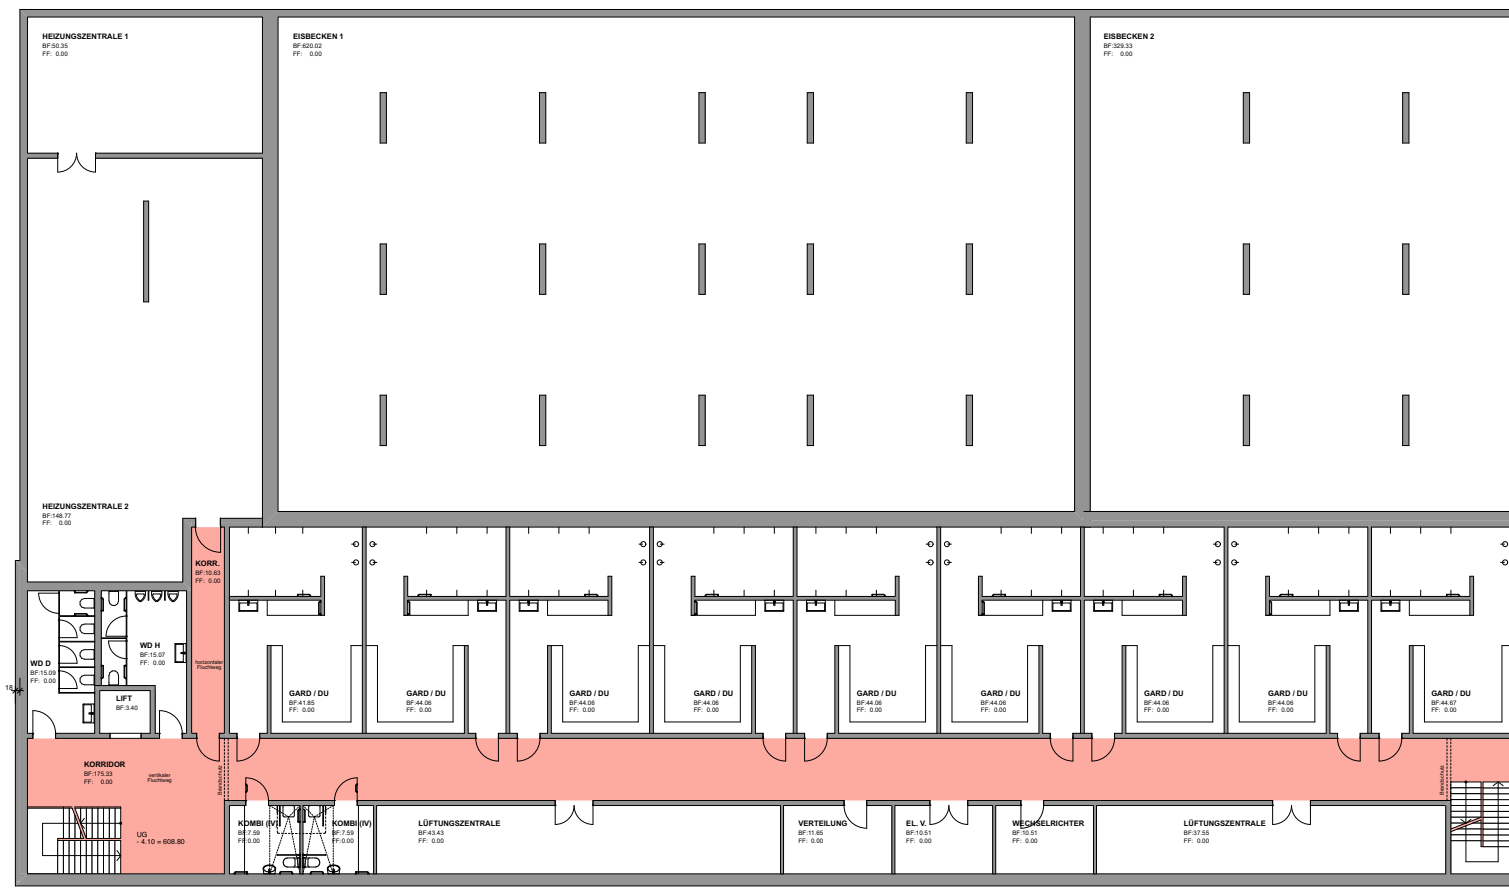 HEIZUNGSZENTRALE 1
BF:50.35
FF: 0.00
EISBECKEN 1
BF:620.02
FF: 0.00
EISBECKEN 2
BF:329.33
FF: 0.00
HEIZUNGSZENTRALE 2
BF:148.77
FF: 0.00
KORR.
BF:10.63
FF: 0.00
horizontaler
Fluchtweg
WD H
BF:15.07
FF: 0.00
WD D
BF:15.09
FF: 0.00
LIFT
BF:3.40
18
GARD / DU
BF:41.85
FF: 0.00
GARD / DU
BF:44.06
FF: 0.00
GARD / DU
BF:44.06
FF: 0.00
GARD / DU
BF:44.06
FF: 0.00
GARD / DU
BF:44.06
FF: 0.00
GARD / DU
BF:44.06
FF: 0.00
GARD / DU
BF:44.06
FF: 0.00
GARD / DU
BF:44.06
FF: 0.00
GARD / DU
BF:44.67
FF: 0.00
KORRIDOR
BF:175.33
FF: 0.00
vertikaler
Fluchtweg
Brandschutz
Brandschutz
UG
- 4.10 = 608.80
KOMBI (IV)
BF:7.59
FF:0.00
KOMBI (IV)
BF:7.59
FF:0.00
LÜFTUNGSZENTRALE
BF:43.43
FF: 0.00
VERTEILUNG
BF:11.65
FF: 0.00
EL. V.
BF:10.51
FF: 0.00
WECHSELRICHTER
BF:10.51
FF: 0.00
LÜFTUNGSZENTRALE
BF:37.55
FF: 0.00